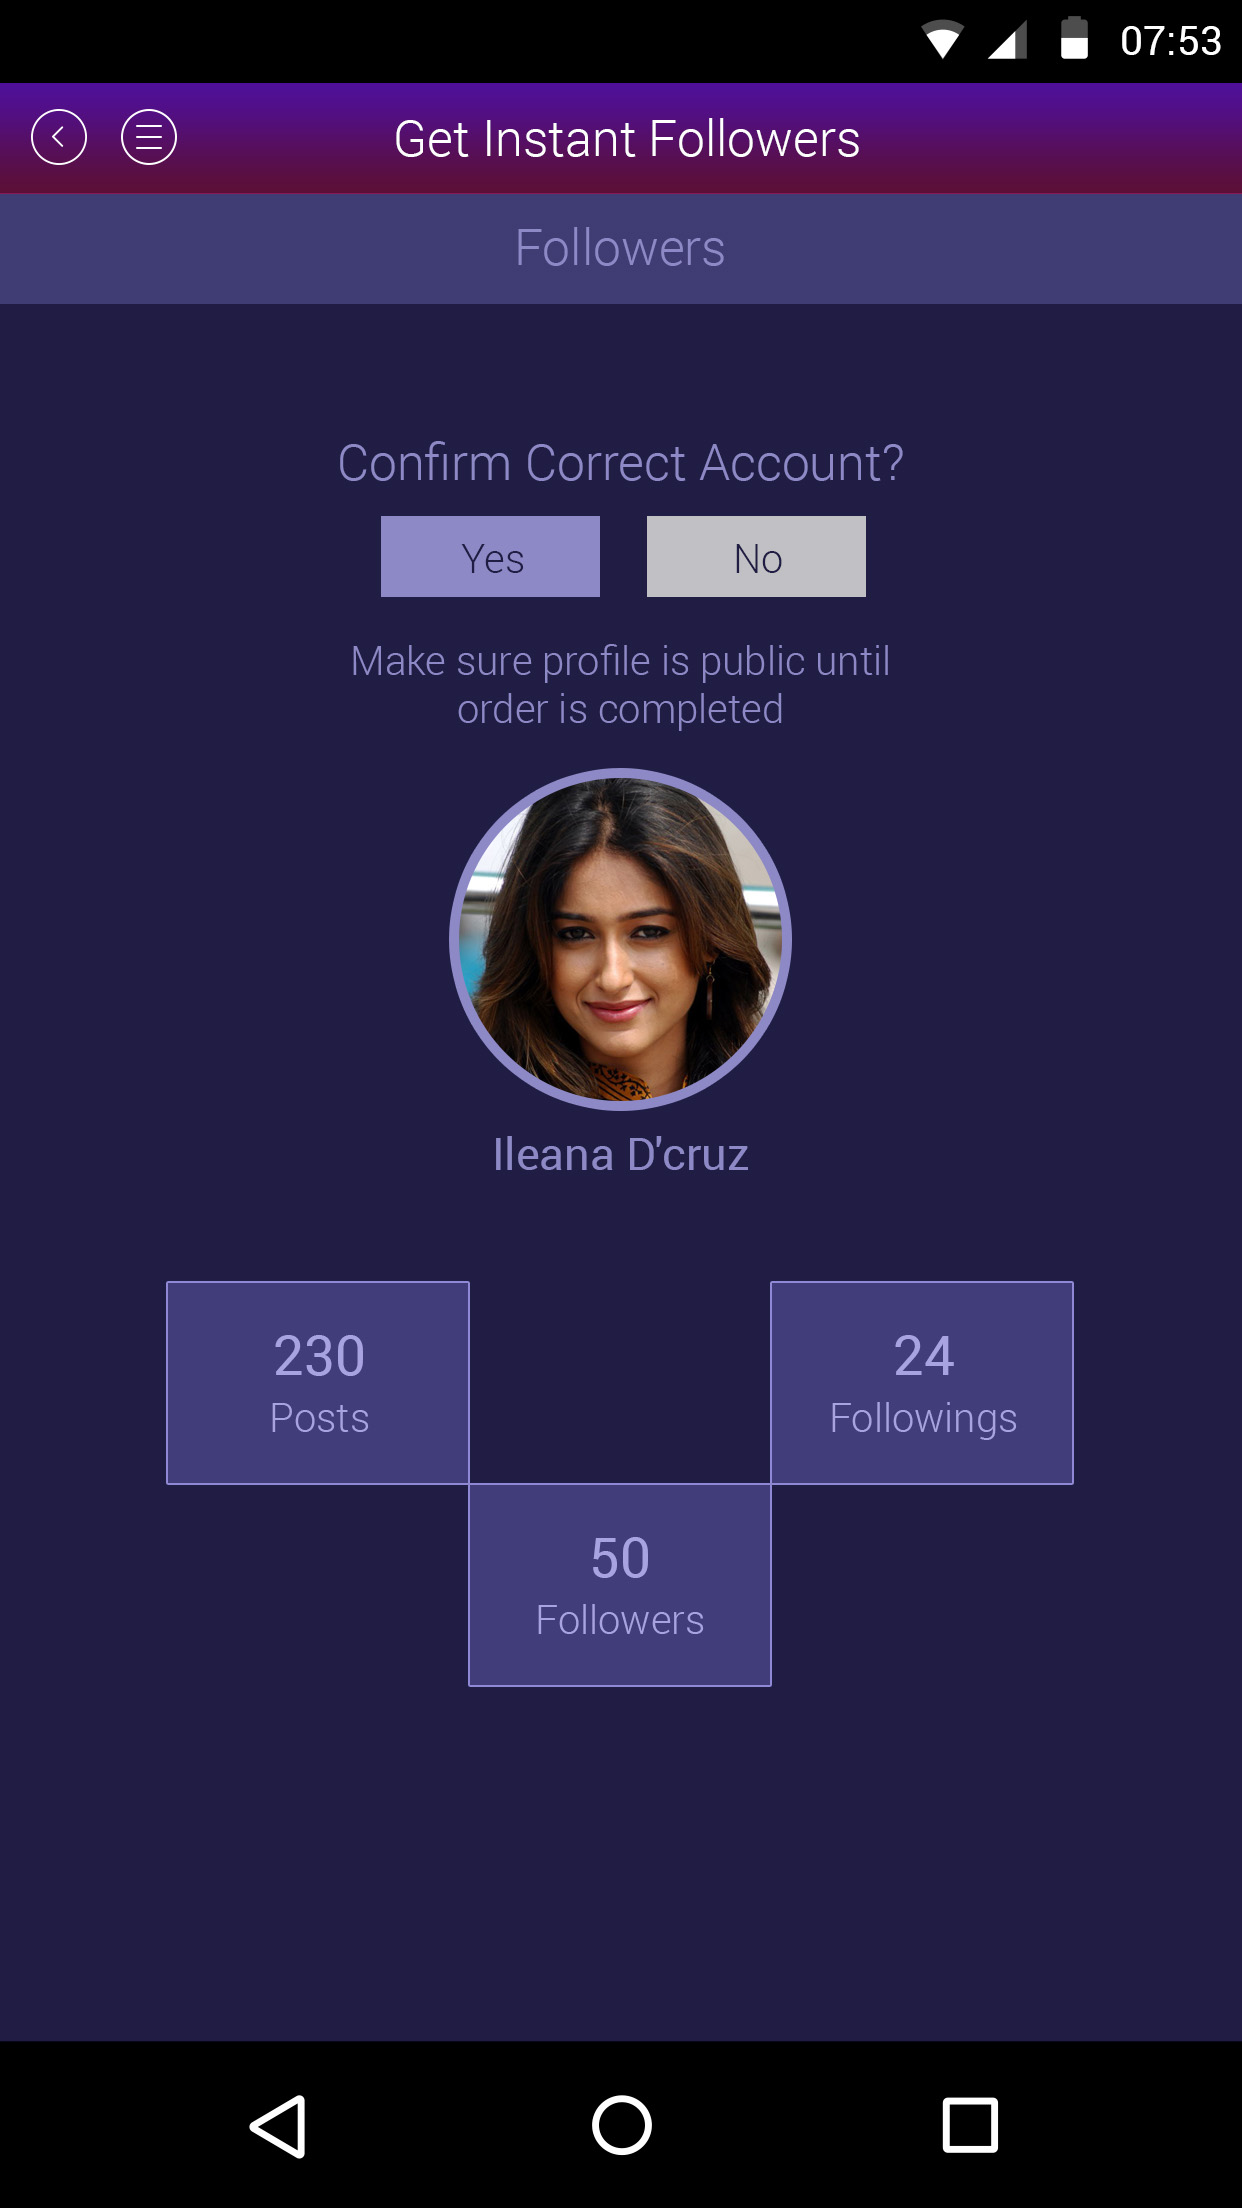 07:53
Get Instant Followers
Followers
Confirm Correct Account?
Yes
No
Make sure profile is public until
order is completed
Ileana D'cruz
230
Posts
24
Followings
50
Followers